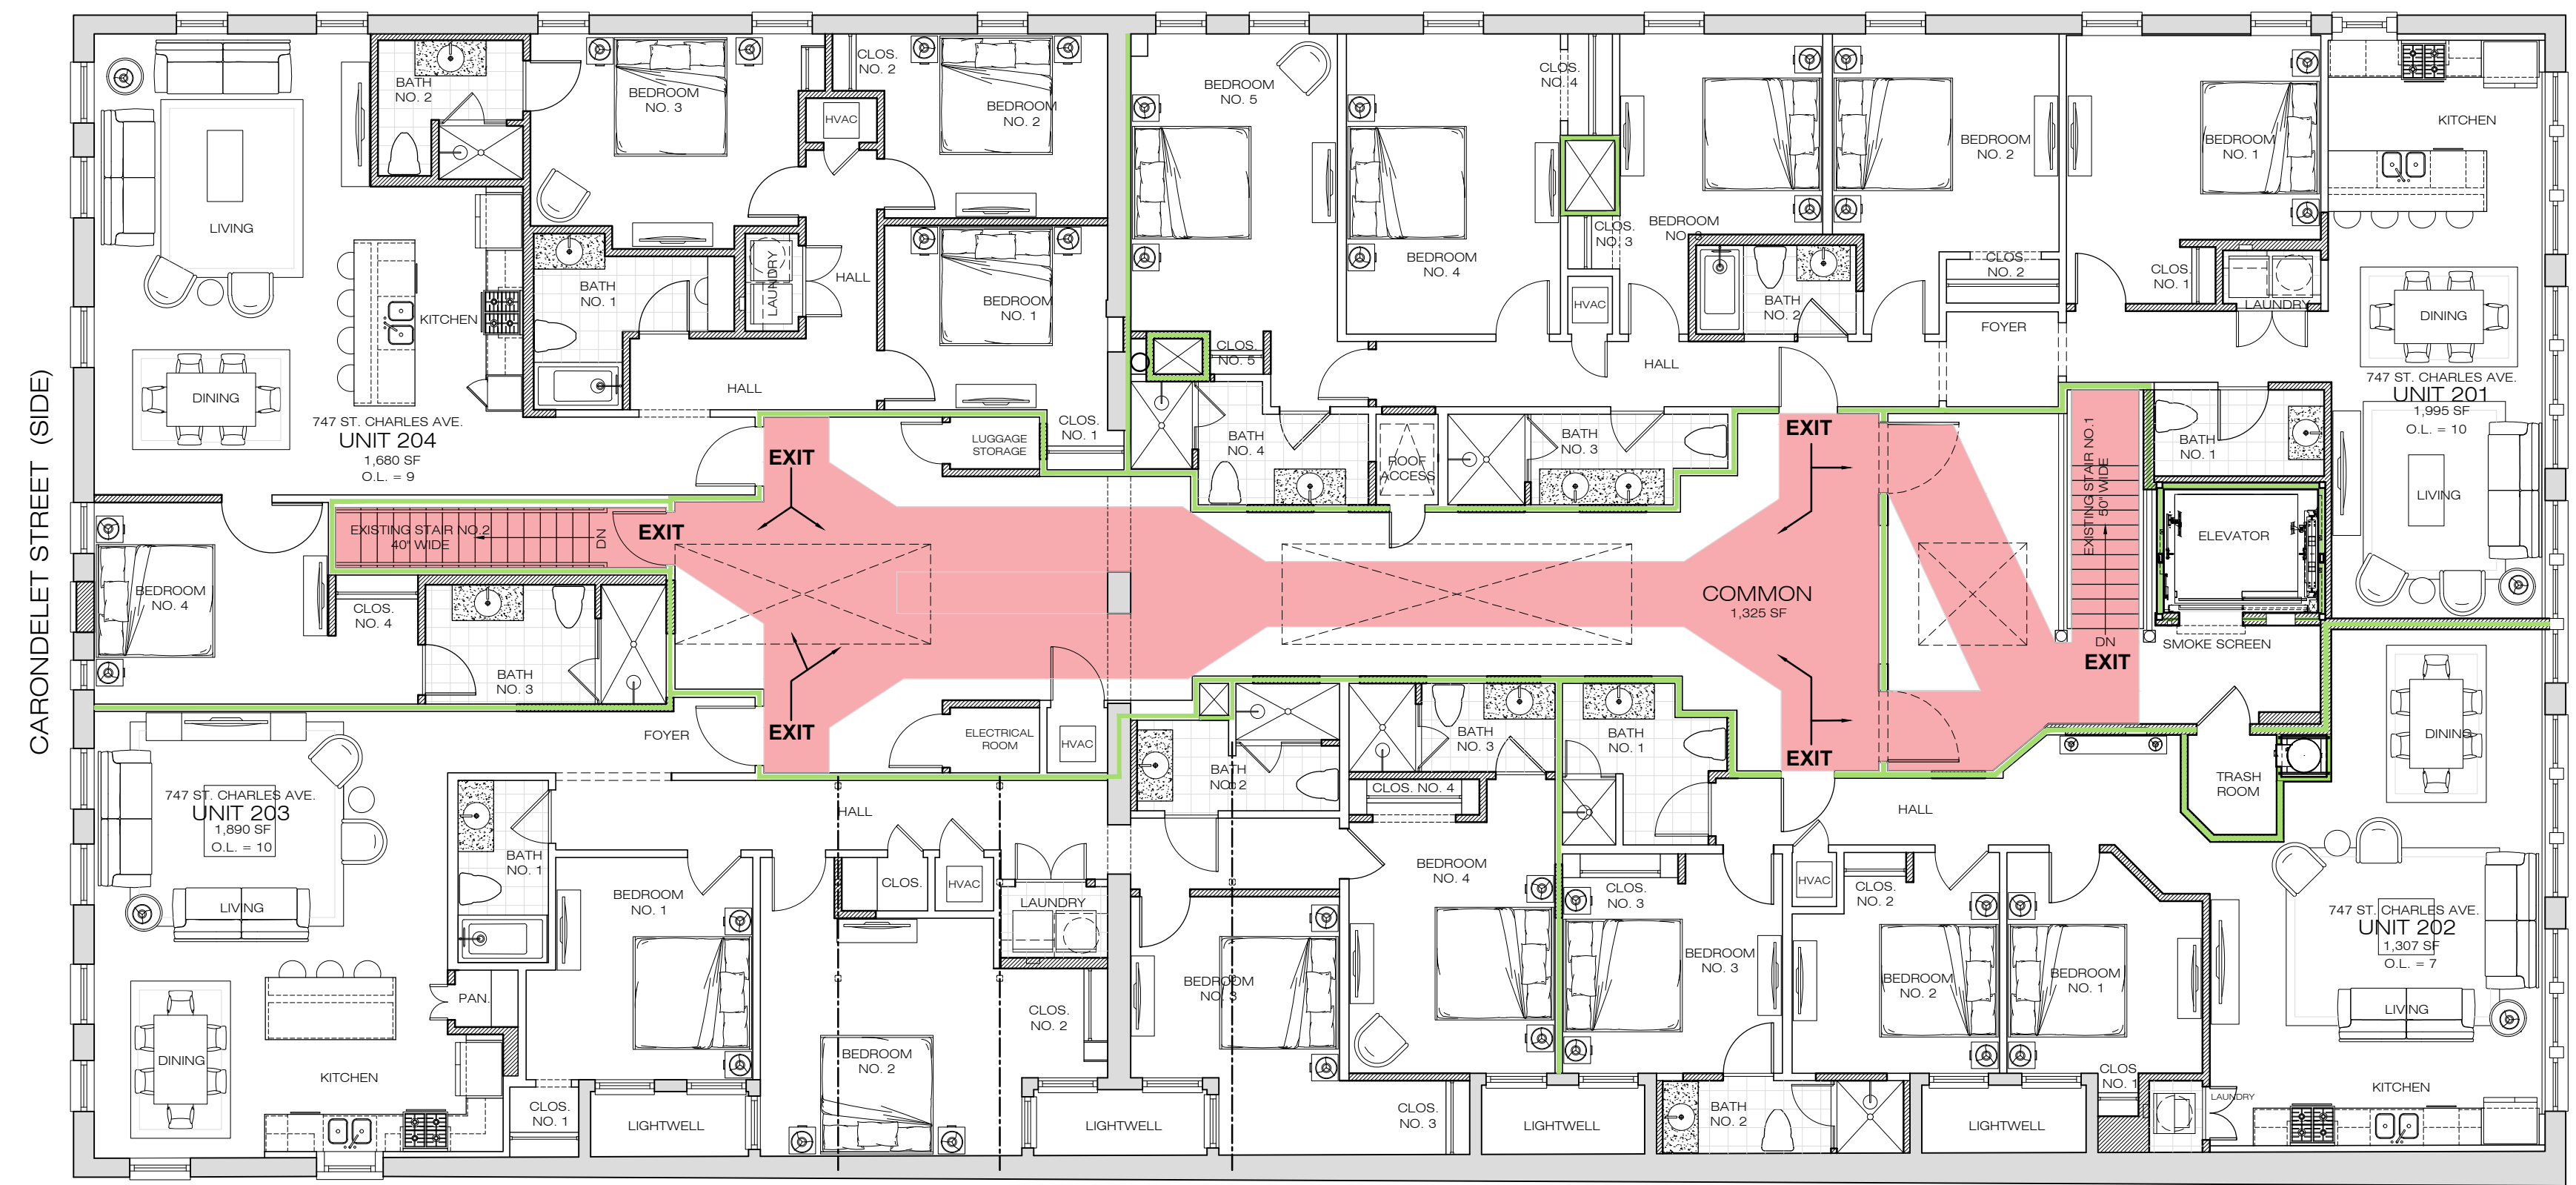 CARONDELET STREET (SIDE)
BATH
NO. 2
BEDROOM
NO. 3
CLOS.
NO. 2
BEDROOM
NO. 2
HVAC
LIVING
KITCHEN
BATH
NO. 1
LAUNDRY
HALL
BEDROOM
NO. 1
DINING
HALL
747 ST. CHARLES AVE.
UNIT 204
1,680 SF
O.L. = 9
LUGGAGE
STORAGE
CLOS.
NO. 1
BEDROOM
NO. 5
CLOS.
NO. 4
BEDROOM
NO. 4
CLOS.
NO. 3
BEDROOM
NO. 3
HVAC
BATH
NO. 2
BEDROOM
NO. 2
CLOS.
NO. 2
BEDROOM
NO. 1
CLOS.
NO. 1
LAUNDRY
KITCHEN
FOYER
DINING
CLOS.
NO. 5
HALL
747 ST. CHARLES AVE.
UNIT 201
1,995 SF
O.L. = 10
BATH
NO. 4
ROOF
ACCESS
BATH
NO. 3
BATH
NO. 1
LIVING
EXIT
EXIT
EXISTING STAIR NO.2
40" WIDE
DN
EXIT
EXISTING STAIR NO.1
50" WIDE
DN
EXIT
ELEVATOR
SMOKE SCREEN
COMMON
1,325 SF
BEDROOM
NO. 4
CLOS.
NO. 4
BATH
NO. 3
FOYER
EXIT
ELECTRICAL
ROOM
HVAC
EXIT
TRASH
ROOM
DINING
747 ST. CHARLES AVE.
UNIT 203
1,890 SF
O.L. = 10
LIVING
DINING
KITCHEN
PAN.
BATH
NO. 1
HALL
BEDROOM
NO. 1
CLOS.
HVAC
LAUNDRY
BEDROOM
NO. 2
CLOS.
NO. 2
CLOS.
NO. 1
LIGHTWELL
LIGHTWELL
BATH
NO. 2
BATH
NO. 3
CLOS. NO. 4
BEDROOM
NO. 4
BEDROOM
NO. 3
CLOS.
NO. 3
BATH
NO. 1
HALL
CLOS.
NO. 3
HVAC
CLOS.
NO. 2
BEDROOM
NO. 3
BEDROOM
NO. 2
BEDROOM
NO. 1
747 ST. CHARLES AVE.
UNIT 202
1,307 SF
O.L. = 7
LIVING
KITCHEN
CLOS.
NO. 1
LAUNDRY
LIGHTWELL
BATH
NO. 2
LIGHTWELL